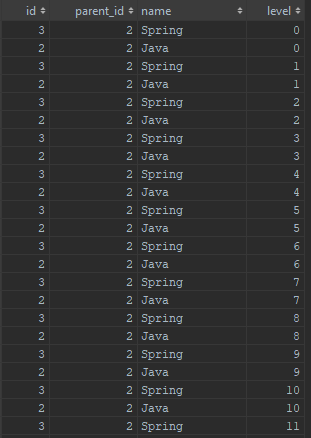 id parent_id name level
3 2 Spring 0
2 2 Java 0
3 2 Spring 1
2 2 Java 1
3 2 Spring 2
2 2 Java 2
3 2 Spring 3
2 2 Java 3
3 2 Spring 4
2 2 Java 4
3 2 Spring 5
2 2 Java 5
3 2 Spring 6
2 2 Java 6
3 2 Spring 7
2 2 Java 7
3 2 Spring 8
2 2 Java 8
3 2 Spring 9
2 2 Java 9
3 2 Spring 10
2 2 Java 10
3 2 Spring 11